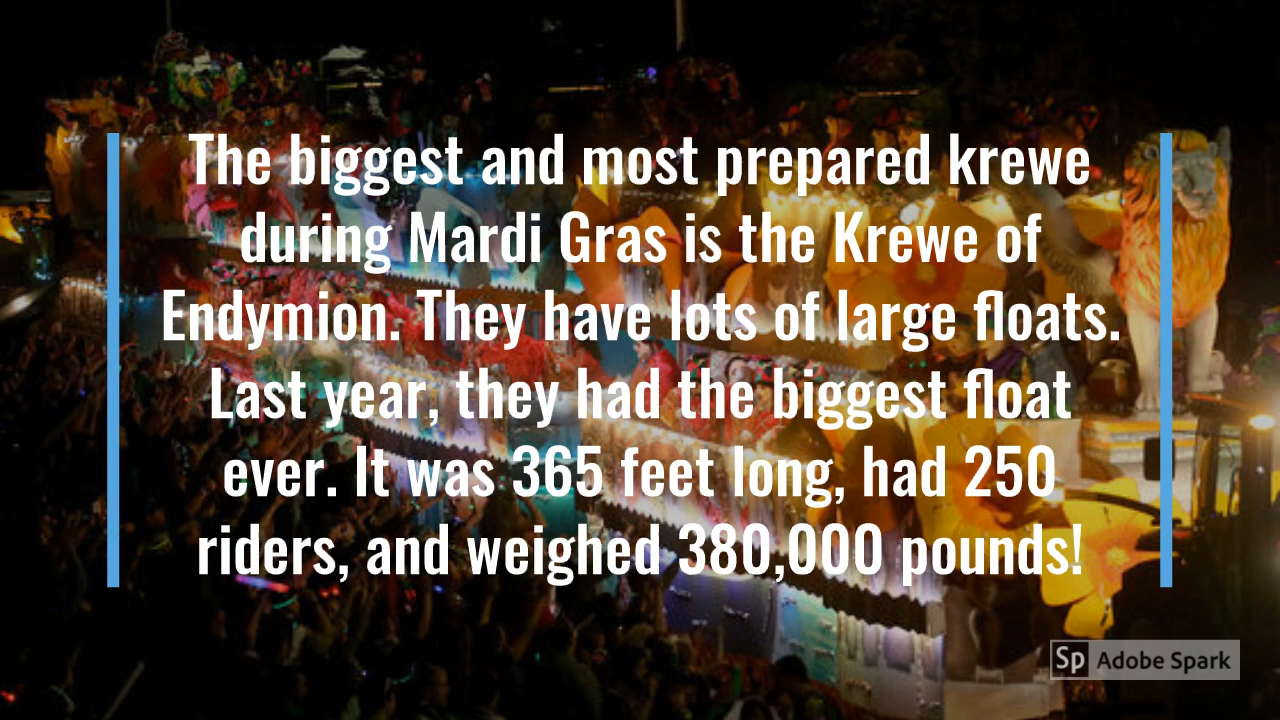 The biggest and most prepared krewe
during Mardi Gras is the Krewe of
Endymion. They have lots of large floats.
Last year, they had the biggest float
ever. It was 365 feet long, had 250
riders, and weighed 380,000 pounds!
Sp Adobe Spark